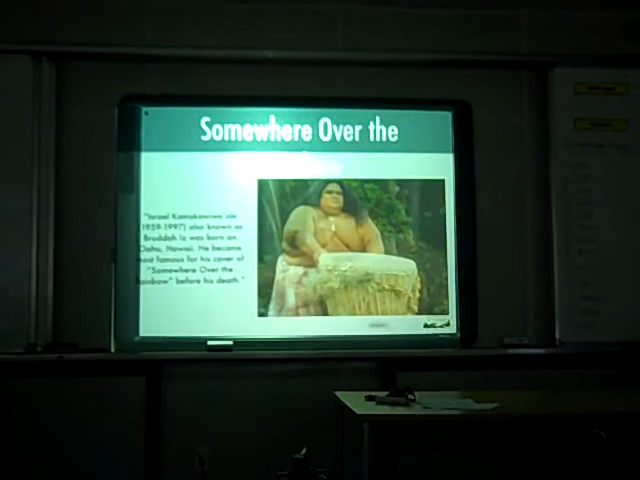 Somewhere Over the
"Israel Kamakawiwo'ole
1959-1997) also known as
Bruddah Iz was born on
Oahu, Hawaii. He became
most famous for his cover of
"Somewhere Over the
Rainbow" before his death."